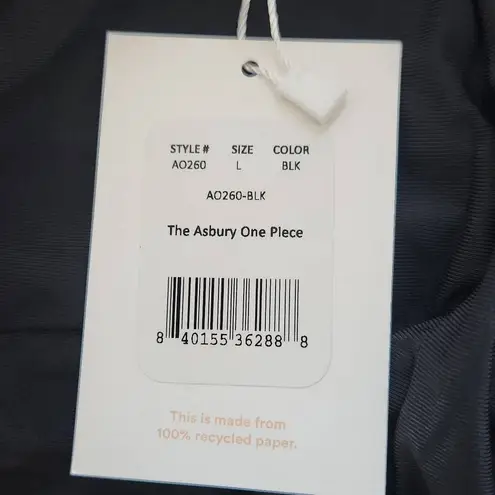 STYLE # SIZE COLOR
AO260 L BLK
AO260-BLK
The Asbury One Piece
8 40155 36288 8
This is made from
100% recycled paper.